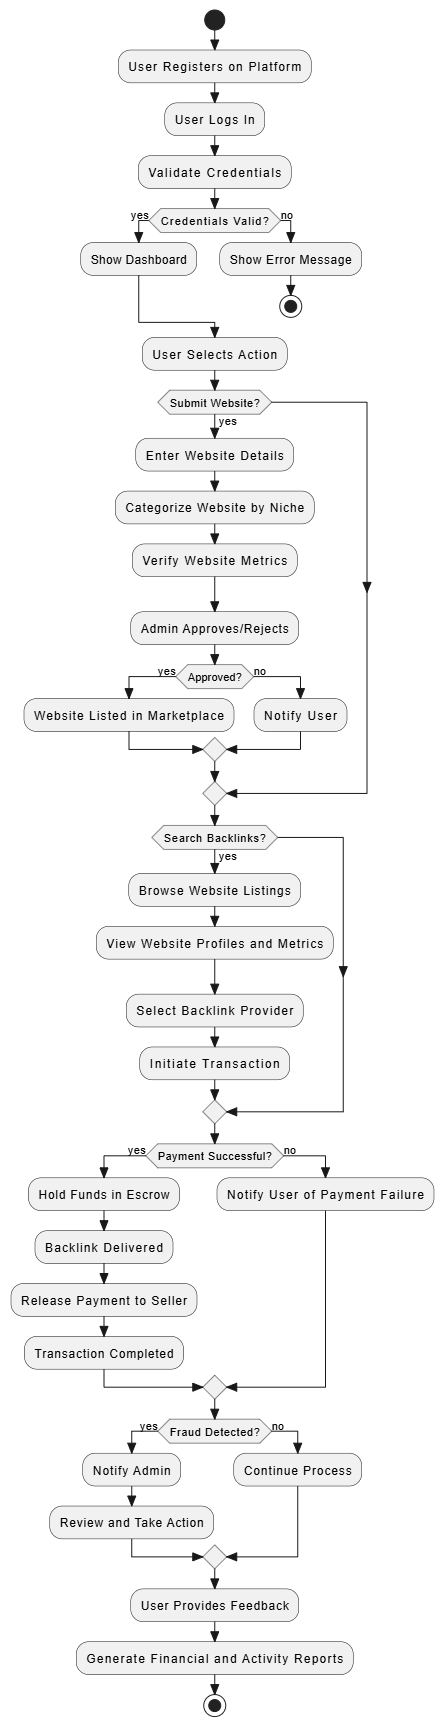 User Registers on Platform
User Logs In
Validate Credentials
yes
Credentials Valid?
no
Show Dashboard
Show Error Message
User Selects Action
Submit Website?
yes
Enter Website Details
Categorize Website by Niche
Verify Website Metrics
Admin Approves/Rejects
yes
Approved?
no
Website Listed in Marketplace
Notify User
Search Backlinks?
yes
Browse Website Listings
View Website Profiles and Metrics
Select Backlink Provider
Initiate Transaction
yes
Payment Successful?
no
Hold Funds in Escrow
Notify User of Payment Failure
Backlink Delivered
Release Payment to Seller
Transaction Completed
yes
Fraud Detected?
no
Notify Admin
Continue Process
Review and Take Action
User Provides Feedback
Generate Financial and Activity Reports